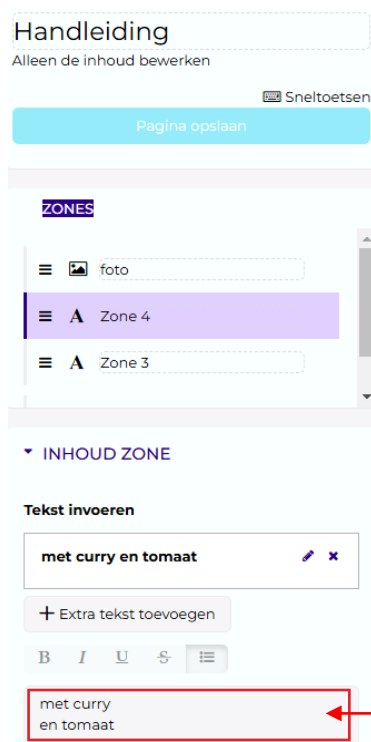 Handleiding
Alleen de inhoud bewerken
Sneltoetsen
Pagina opslaan
ZONES
foto
A Zone 4
A Zone 3
INHOUD ZONE
Tekst invoeren
met curry en tomaat
+ Extra tekst toevoegen
B I U S
met curry
en tomaat